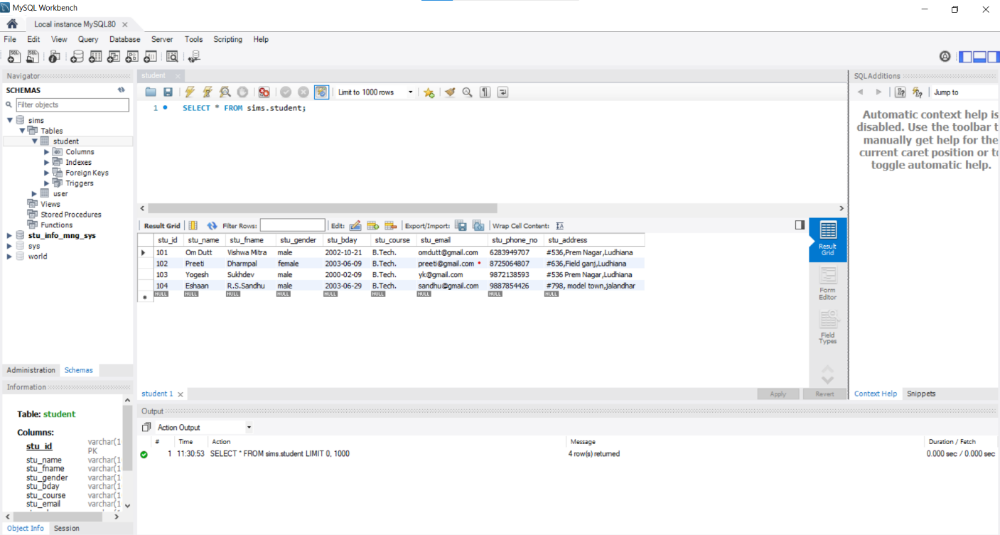 MySQL Workbench
Local instance MySQL80
File Edit View Query Database Server Tools Scripting Help
Navigator
SCHEMAS
Filter objects
sims
Tables
student
Columns
Indexes
Foreign Keys
Triggers
user
Views
Stored Procedures
Functions
stu_info_mng_sys
sys
world
Administration Schemas
Information
Table: student
Columns:
stu_id varchar(1
PK
stu_name varchar(1
stu_fname varchar(1
stu_gender varchar(1
stu_bday varchar(1
stu_course varchar(1
stu_email varchar(1
Object Info Session
student
Limit to 1000 rows
1 SELECT * FROM sims.student;
Result Grid Filter Rows: Edit: Export/Import: Wrap Cell Content:
stu_id stu_name stu_fname stu_gender stu_bday stu_course stu_email stu_phone_no stu_address
101 Om Dutt Vishwa Mitra male 2002-10-21 B.Tech. omdutt@gmail.com 6283949707 #536,Prem Nagar,Ludhiana
102 Preeti Dharmpal female 2003-06-09 B.Tech. preeti@gmail.com 8725064807 #636,Field ganj,Ludhiana
103 Yogesh Sukhdev male 2000-02-09 B.Tech. yk@gmail.com 9872138593 #536 Prem Nagar,Ludhiana
104 Eshaan R.S.Sandhu male 2003-06-29 B.Tech. sandhu@gmail.com 9887854426 #798, model town,jalandhar
NULL NULL NULL NULL NULL NULL NULL NULL NULL
Result
Grid
Form
Editor
Field
Types
student 1
Apply Revert
Output
Action Output
# Time Action Message Duration / Fetch
1 11:30:53 SELECT * FROM sims.student LIMIT 0, 1000 4 row(s) returned 0.000 sec / 0.000 sec
SQLAdditions
Jump to
Automatic context help is
disabled. Use the toolbar t
manually get help for the
current caret position or to
toggle automatic help.
Context Help Snippets